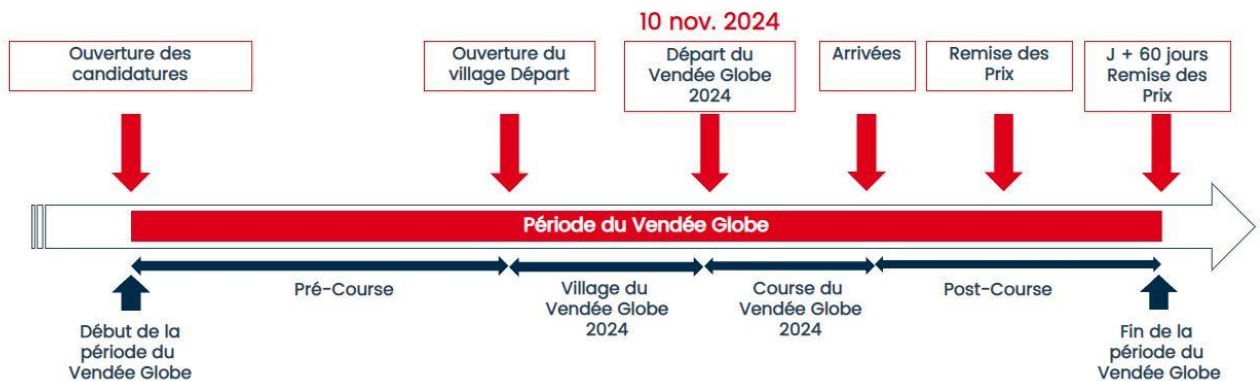 10 nov. 2024
Ouverture des
candidatures
Ouverture du
village Départ
Départ du
Vendée Globe
2024
Arrivées
Remise des
Prix
J + 60 jours
Remise des
Prix
Période du Vendée Globe
Pré-Course
Village du
Vendée Globe
2024
Course du
Vendée Globe
2024
Post-Course
Début de la
période du
Vendée Globe
Fin de la
période du
Vendée Globe